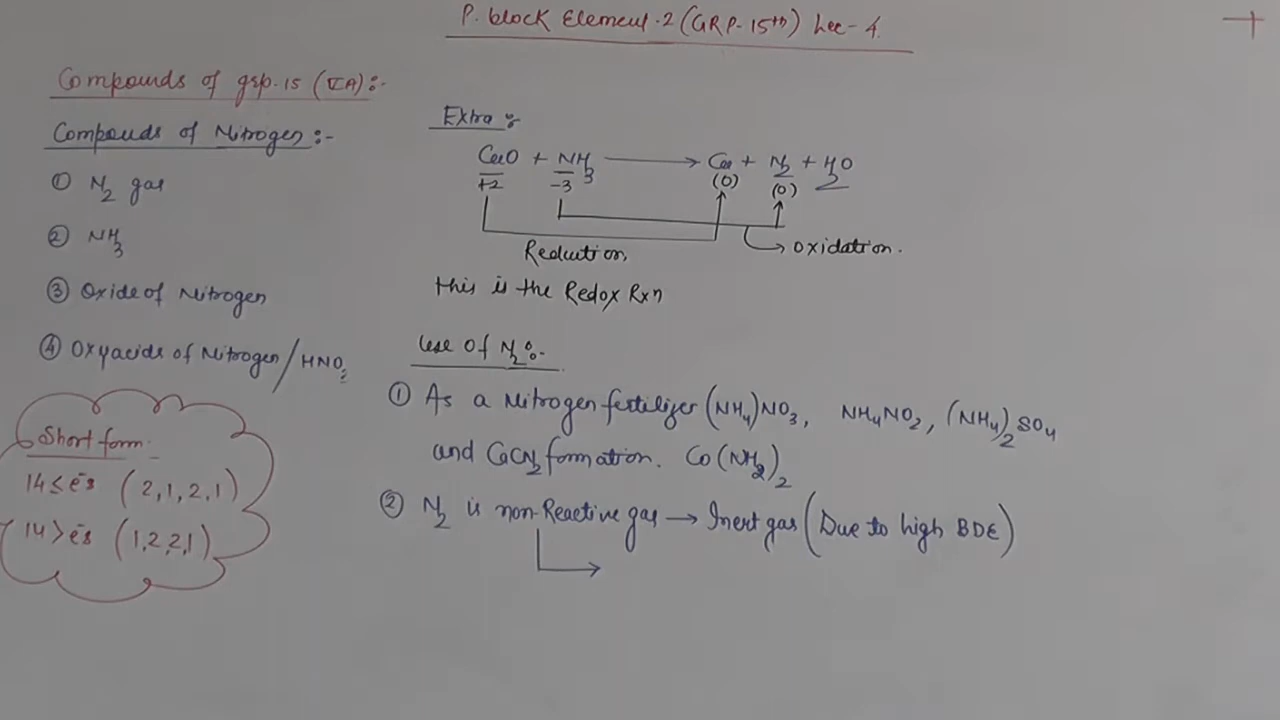 P. block Element.2 (GRP-15th) Lec-4.
Compounds of grp.15 (VA):-
Compouds of Nitrogen:-
① N2 gas
② NH3
③ Oxide of Nitrogen
④ Oxyacids of Nitrogen/HNO2
Short form.
14 ≤ es (2,1,2,1)
14 > es (1,2,2,1)
Extra:
CuO + NH3 → Cu + N2 + H2O
+2 -3 (0) (0)
Reduction,
oxidation.
this is the Redox Rxn
Use Of N2:-
① As a Nitrogen fertilizer (NH4)NO3, NH4NO2, (NH4)2SO4
and CaCN2 formation. Co(NH2)2
② N2 is non-Reactive gas → Inert gas (Due to high BDE)